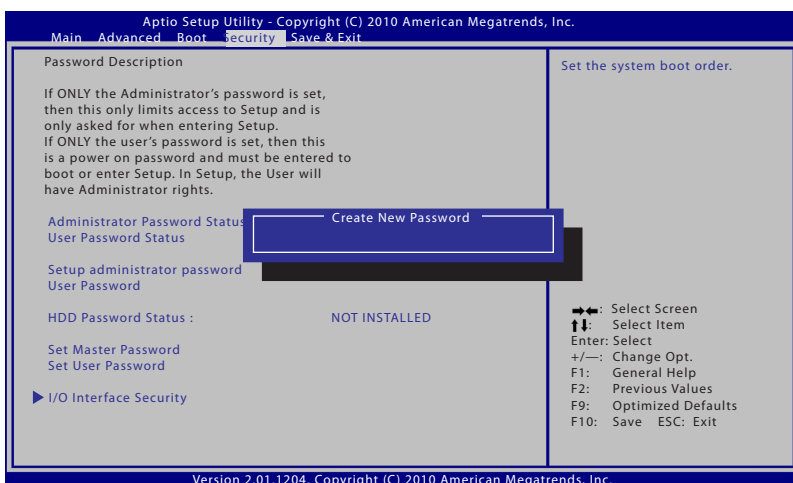 Aptio Setup Utility - Copyright (C) 2010 American Megatrends, Inc.
Main Advanced Boot Security Save & Exit
Password Description
If ONLY the Administrator's password is set,
then this only limits access to Setup and is
only asked for when entering Setup.
If ONLY the user's password is set, then this
is a power on password and must be entered to
boot or enter Setup. In Setup, the User will
have Administrator rights.
Administrator Password Status
User Password Status
Create New Password
Setup administrator password
User Password
HDD Password Status : NOT INSTALLED
Set Master Password
Set User Password
I/O Interface Security
Set the system boot order.
→←: Select Screen
↑↓: Select Item
Enter: Select
+/—: Change Opt.
F1: General Help
F2: Previous Values
F9: Optimized Defaults
F10: Save ESC: Exit
Version 2.01.1204. Copyright (C) 2010 American Megatrends, Inc.